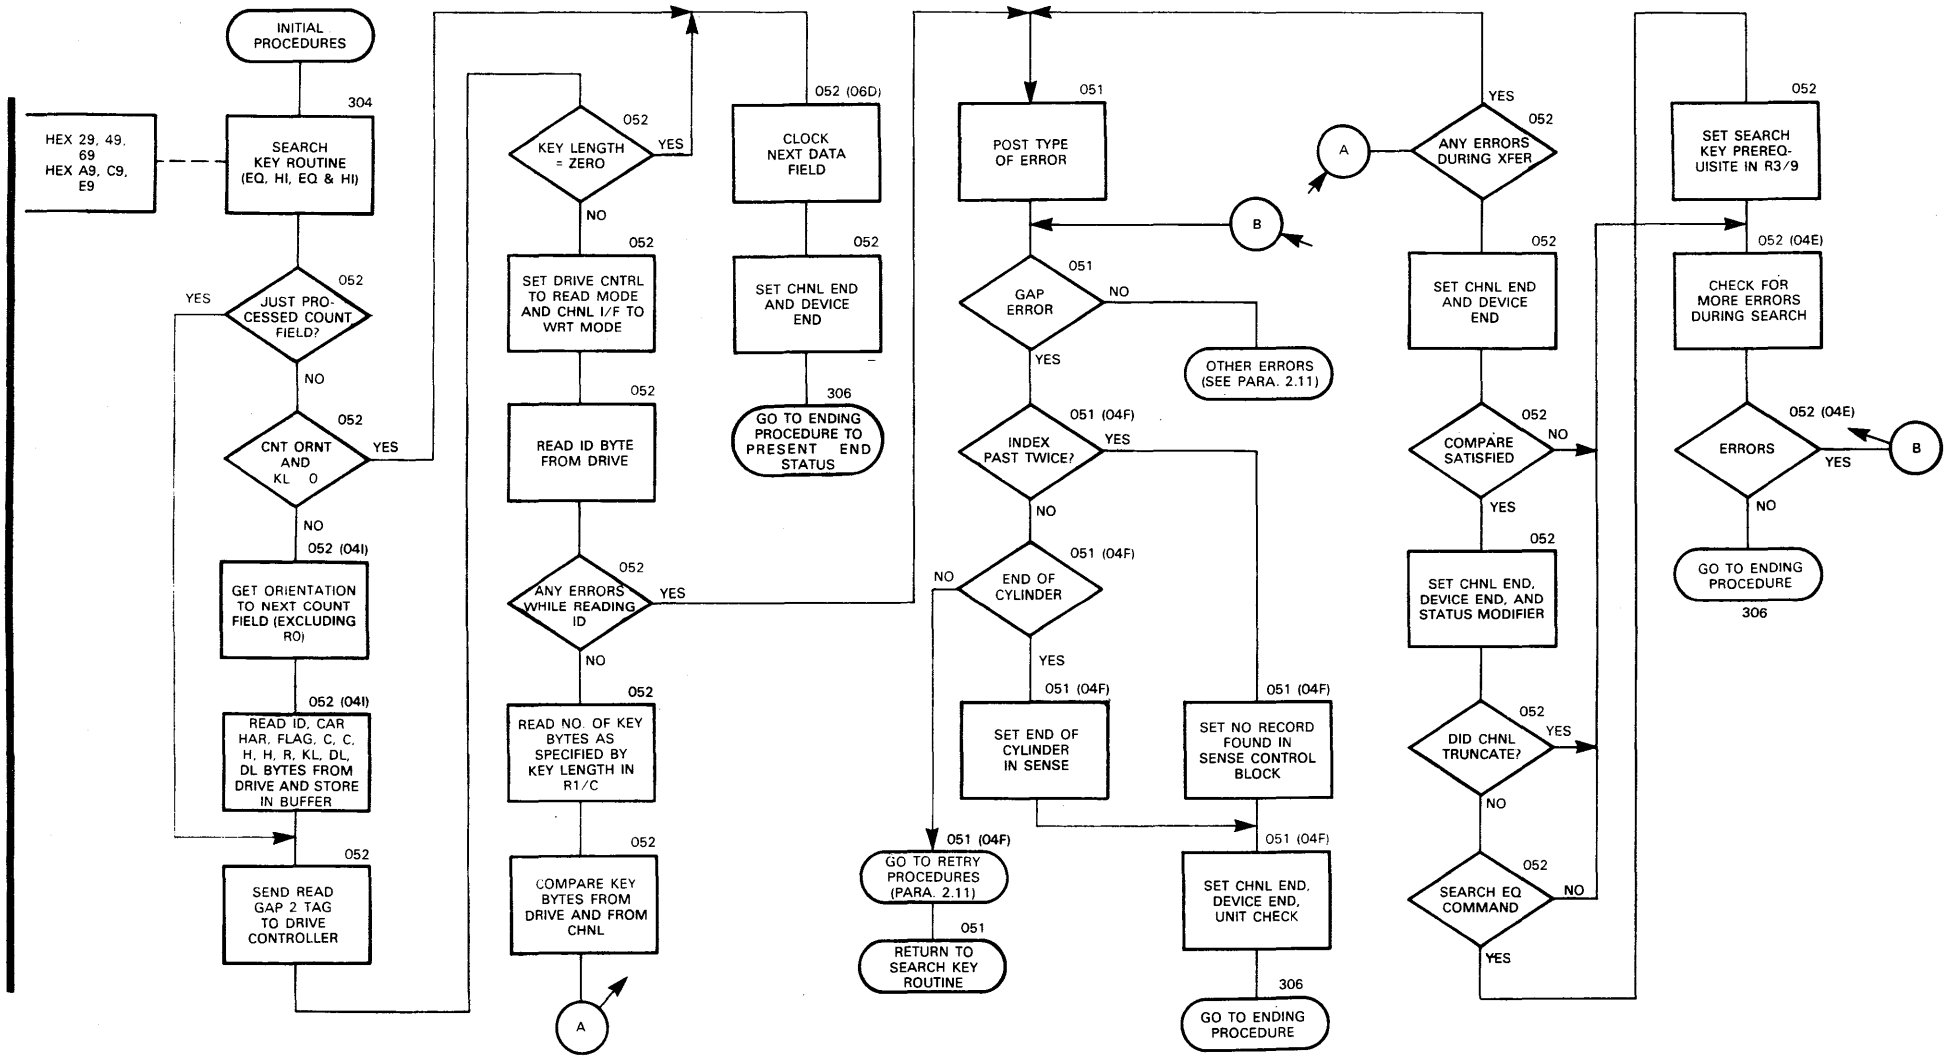 INITIAL
PROCEDURES
304
HEX 29, 49,
69
HEX A9, C9,
E9
SEARCH
KEY ROUTINE
(EQ, HI, EQ & HI)
052
YES
JUST PRO-
CESSED COUNT
FIELD?
NO
052
CNT ORNT
AND
KL 0
YES
NO
052 (04I)
GET ORIENTATION
TO NEXT COUNT
FIELD (EXCLUDING
R0)
052 (04I)
READ ID, CAR
HAR, FLAG, C, C,
H, H, R, KL, DL,
DL BYTES FROM
DRIVE AND STORE
IN BUFFER
052
SEND READ
GAP 2 TAG
TO DRIVE
CONTROLLER
052
KEY LENGTH
= ZERO
YES
NO
052
SET DRIVE CNTRL
TO READ MODE
AND CHNL I/F TO
WRT MODE
052
READ ID BYTE
FROM DRIVE
052
ANY ERRORS
WHILE READING
ID
YES
NO
052
READ NO. OF KEY
BYTES AS
SPECIFIED BY
KEY LENGTH IN
R1/C
052
COMPARE KEY
BYTES FROM
DRIVE AND FROM
CHNL
A
052 (06D)
CLOCK
NEXT DATA
FIELD
052
SET CHNL END
AND DEVICE
END
306
GO TO ENDING
PROCEDURE TO
PRESENT END
STATUS
051
POST TYPE
OF ERROR
B
051
GAP
ERROR
NO
YES
OTHER ERRORS
(SEE PARA. 2.11)
051 (04F)
INDEX
PAST TWICE?
YES
NO
051 (04F)
NO
END OF
CYLINDER
YES
051 (04F)
SET END OF
CYLINDER
IN SENSE
051 (04F)
SET NO RECORD
FOUND IN
SENSE CONTROL
BLOCK
051 (04F)
GO TO RETRY
PROCEDURES
(PARA. 2.11)
051
RETURN TO
SEARCH KEY
ROUTINE
051 (04F)
SET CHNL END,
DEVICE END,
UNIT CHECK
306
GO TO ENDING
PROCEDURE
YES
052
A
ANY ERRORS
DURING XFER
052
SET CHNL END
AND DEVICE
END
052
COMPARE
SATISFIED
NO
YES
052
SET CHNL END,
DEVICE END, AND
STATUS MODIFIER
052
DID CHNL
TRUNCATE?
YES
NO
052
SEARCH EQ
COMMAND
NO
YES
052
SET SEARCH
KEY PREREQ-
UISITE IN R3/9
052 (04E)
CHECK FOR
MORE ERRORS
DURING SEARCH
052 (04E)
ERRORS
YES
B
NO
GO TO ENDING
PROCEDURE
306